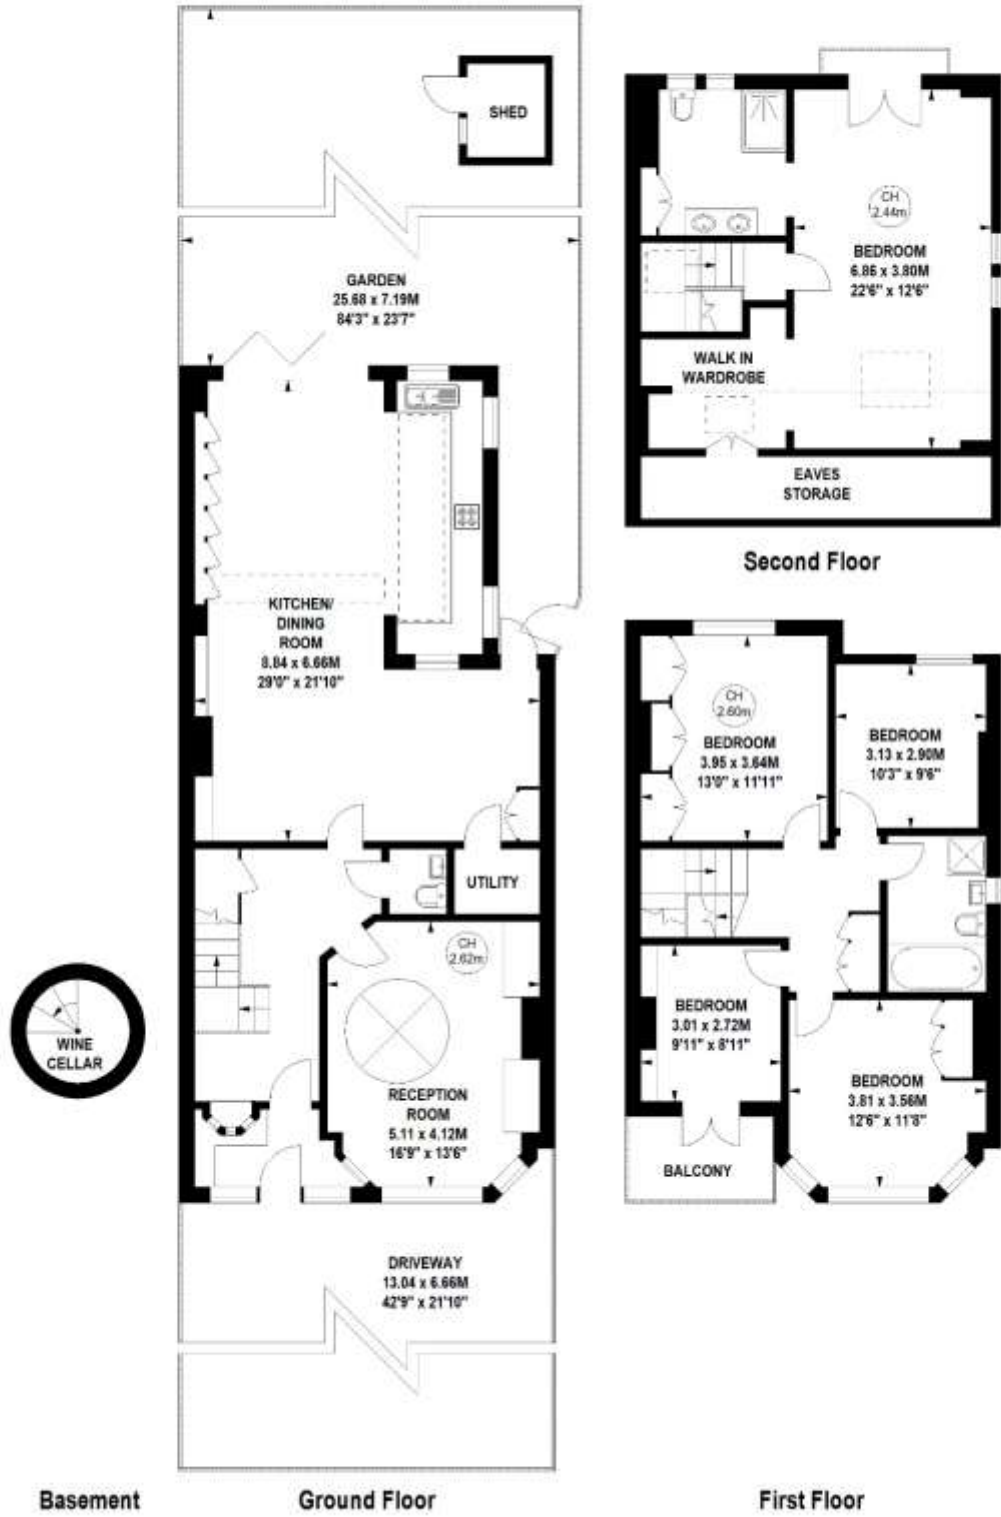 SHED
GARDEN
25.68 x 7.19M
84'3" x 23'7"
KITCHEN/
DINING
ROOM
8.84 x 6.66M
29'0" x 21'10"
UTILITY
CH
2.62m
RECEPTION
ROOM
5.11 x 4.12M
16'9" x 13'6"
DRIVEWAY
13.04 x 6.66M
42'9" x 21'10"
WINE
CELLAR
CH
2.44m
BEDROOM
6.86 x 3.80M
22'6" x 12'6"
WALK IN
WARDROBE
EAVES
STORAGE
Second Floor
CH
2.60m
BEDROOM
3.95 x 3.64M
13'0" x 11'11"
BEDROOM
3.13 x 2.90M
10'3" x 9'6"
BEDROOM
3.01 x 2.72M
9'11" x 8'11"
BEDROOM
3.81 x 3.56M
12'6" x 11'8"
BALCONY
Basement
Ground Floor
First Floor